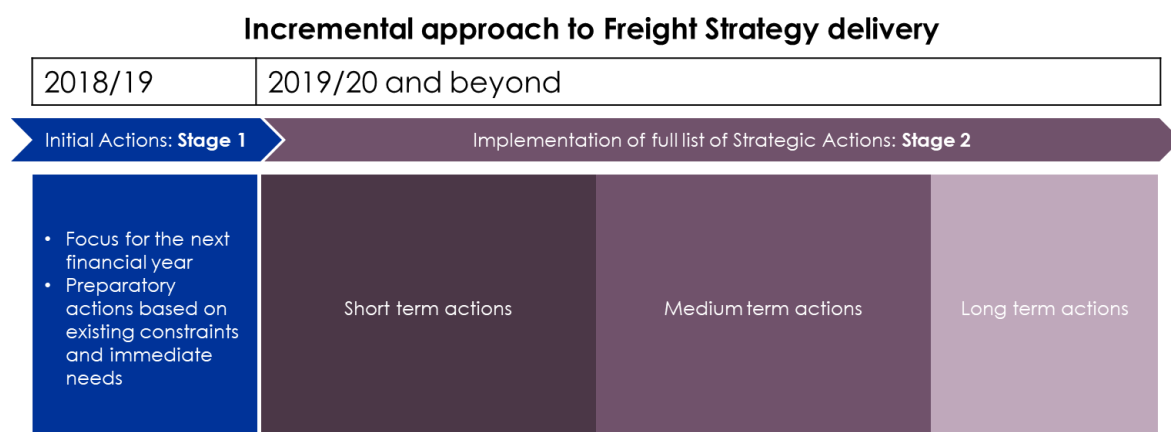 Incremental approach to Freight Strategy delivery
2018/19
2019/20 and beyond
Initial Actions: Stage 1
Implementation of full list of Strategic Actions: Stage 2
• Focus for the next
financial year
• Preparatory
actions based on
existing constraints
and immediate
needs
Short term actions
Medium term actions
Long term actions